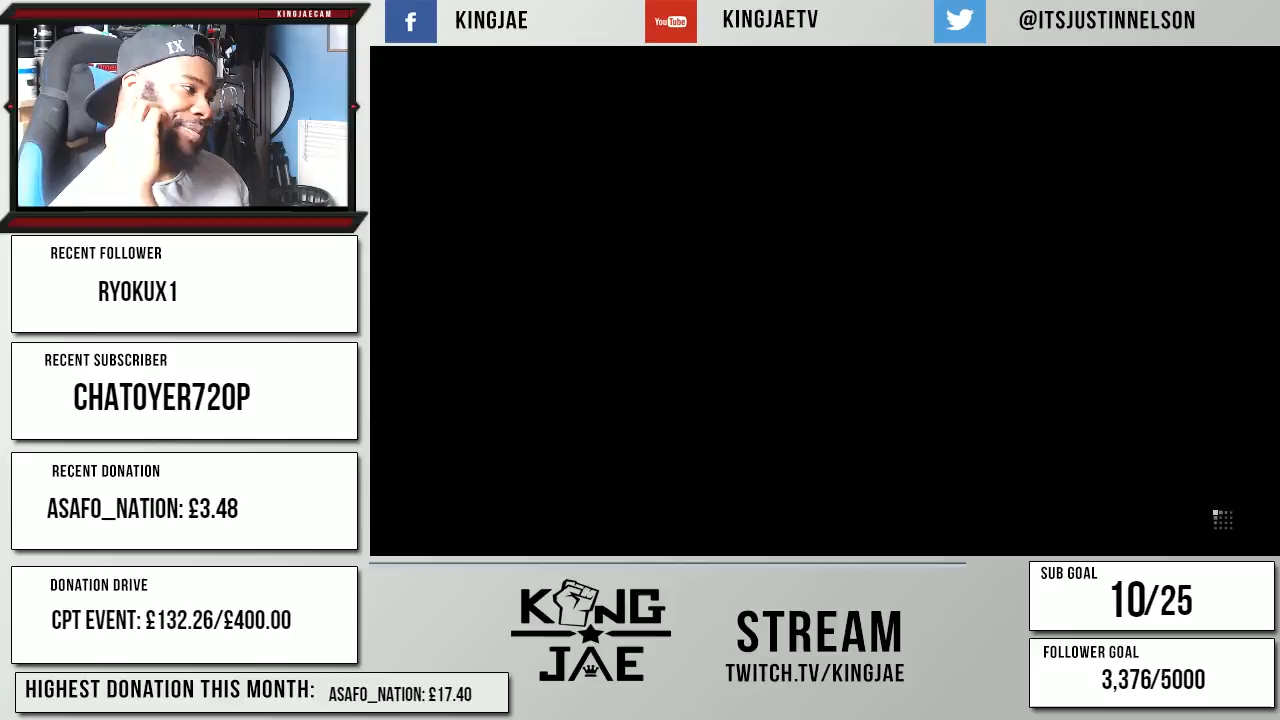 KINGJAECAM
KINGJAE
YouTube
KINGJAETV
@ITSJUSTINNELSON
IX
RECENT FOLLOWER
RYOKUX1
RECENT SUBSCRIBER
CHATOYER720P
RECENT DONATION
ASAFO_NATION: £3.48
DONATION DRIVE
CPT EVENT: £132.26/£400.00
HIGHEST DONATION THIS MONTH: ASAFO_NATION: £17.40
KING
JAE
STREAM
TWITCH.TV/KINGJAE
SUB GOAL
10/25
FOLLOWER GOAL
3,376/5000